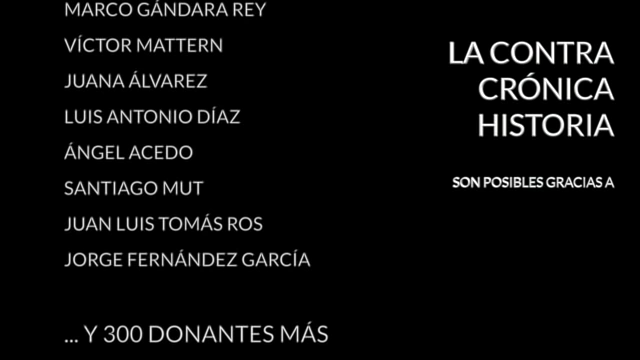 MARCO GÁNDARA REY
VÍCTOR MATTERN
JUANA ÁLVAREZ
LUIS ANTONIO DÍAZ
ÁNGEL ACEDO
SANTIAGO MUT
JUAN LUIS TOMÁS ROS
JORGE FERNÁNDEZ GARCÍA
... Y 300 DONANTES MÁS
LA CONTRA
CRÓNICA
HISTORIA
SON POSIBLES GRACIAS A